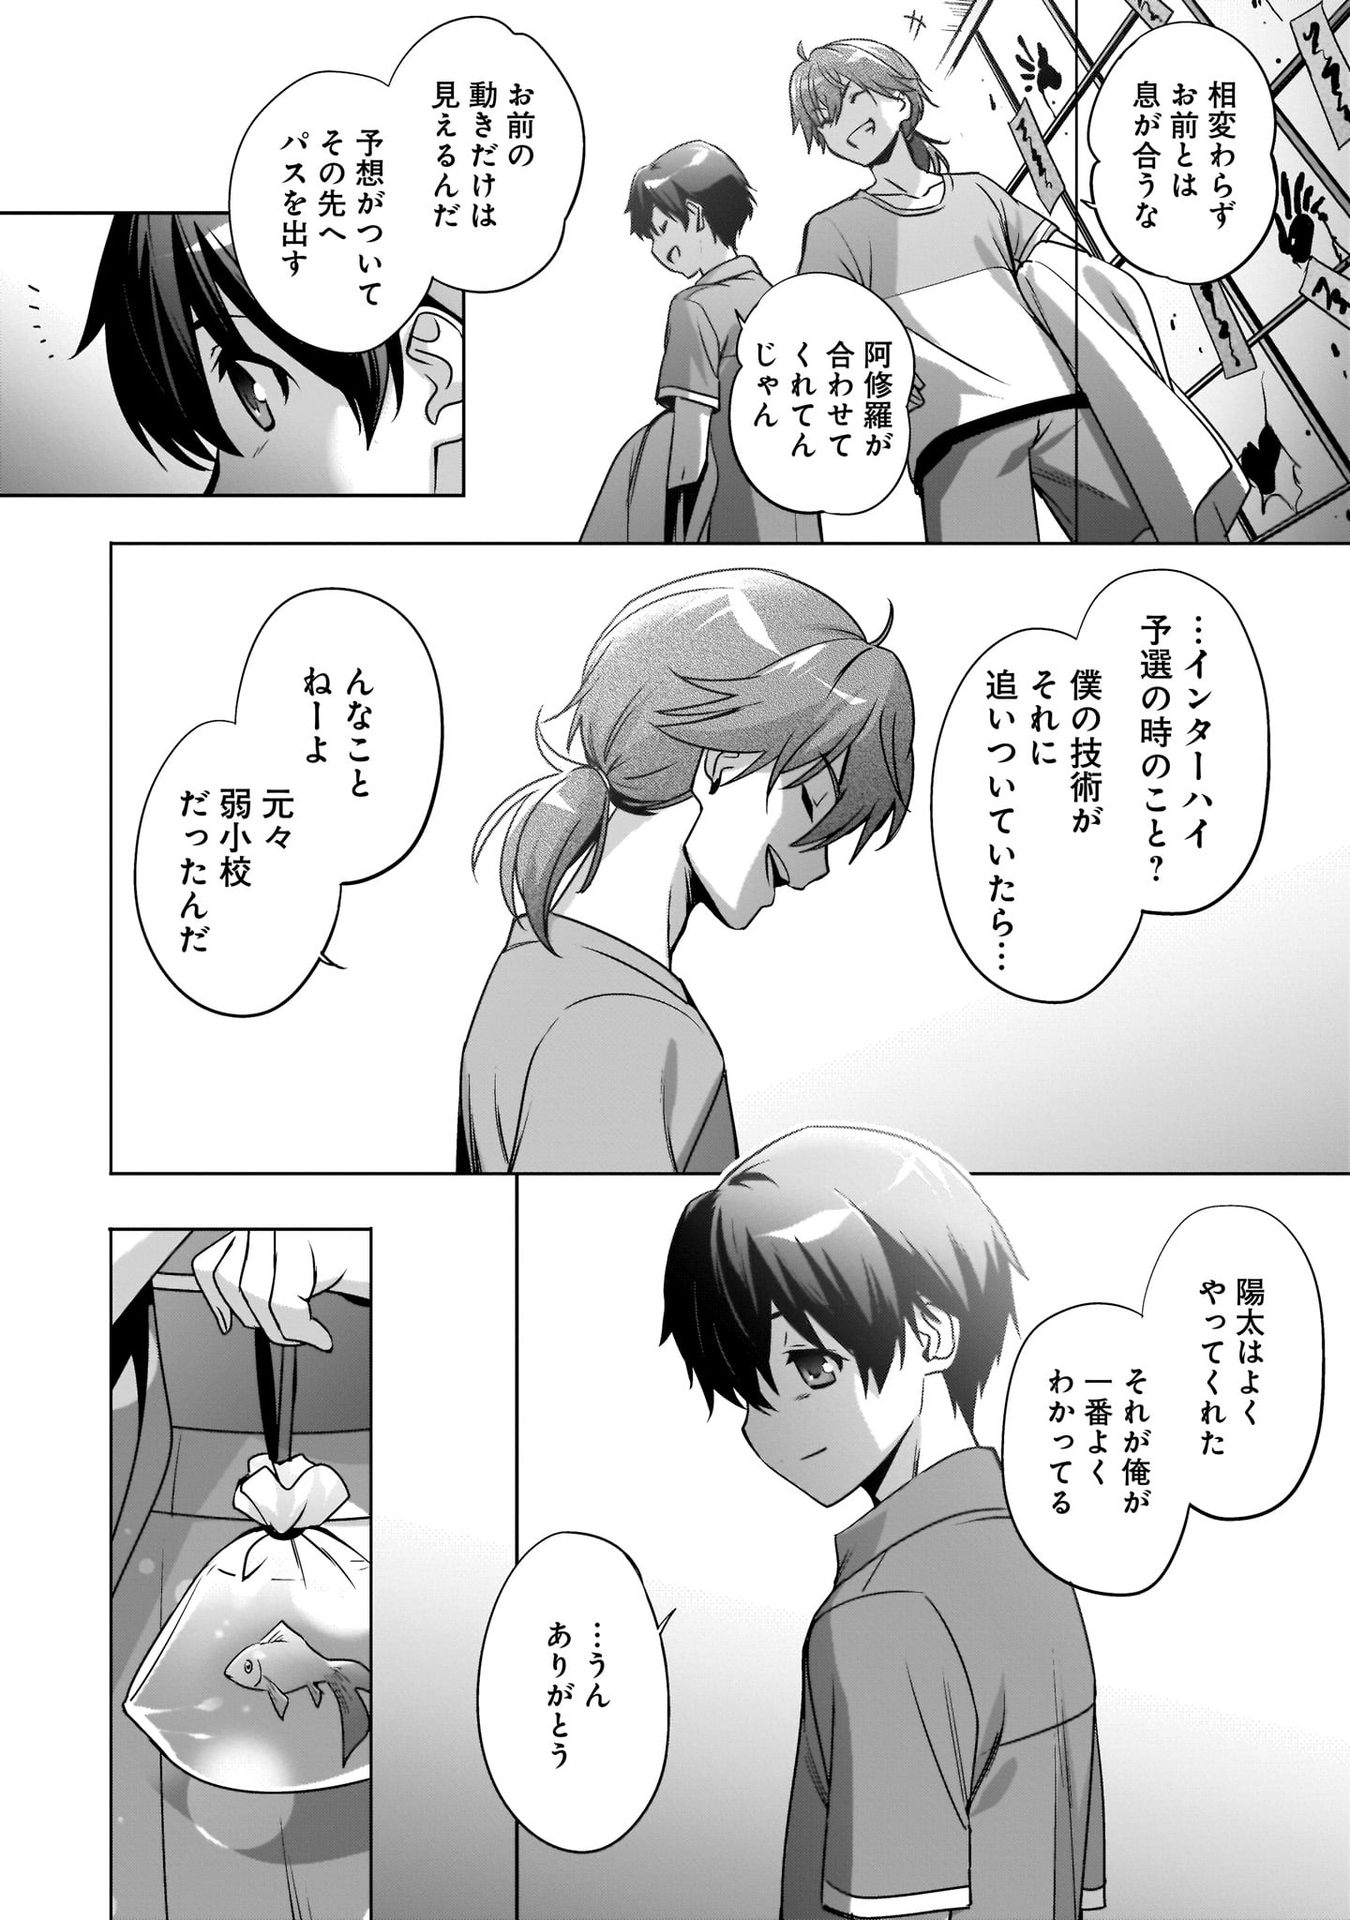 相変わらず
お前とは
息が合うな
阿修羅が
合わせて
くれてん
じゃん
お前の
動きだけは
見えるんだ
予想がついて
その先へ
パスを出す
…インターハイ
予選の時のこと?
僕の技術が
それに
追いついていたら…
んなこと
ねーよ
元々
弱小校
だったんだ
陽太はよく
やってくれた
それが俺が
一番よく
わかってる
…うん
ありがとう